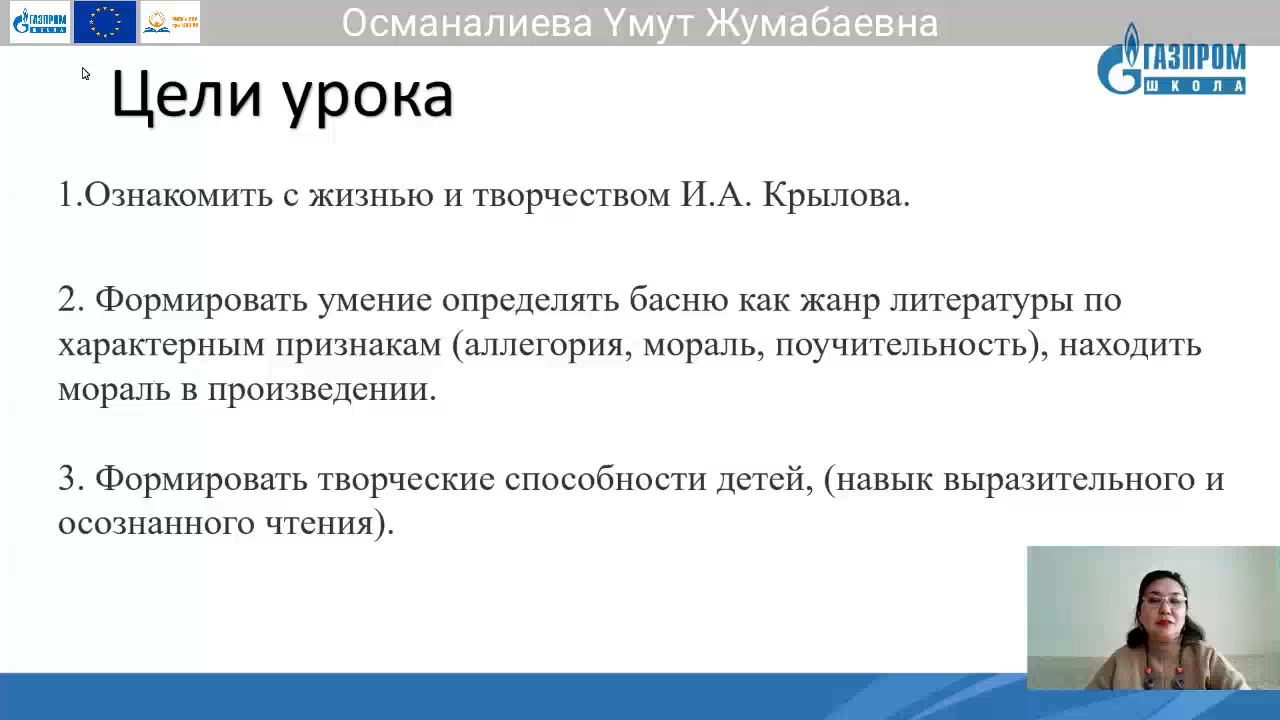 ГАЗПРОМ
ШКОЛА
Османалиева Үмут Жумабаевна
ГАЗПРОМ
ШКОЛА
Цели урока
1.Ознакомить с жизнью и творчеством И.А. Крылова.
2. Формировать умение определять басню как жанр литературы по
характерным признакам (аллегория, мораль, поучительность), находить
мораль в произведении.
3. Формировать творческие способности детей, (навык выразительного и
осознанного чтения).